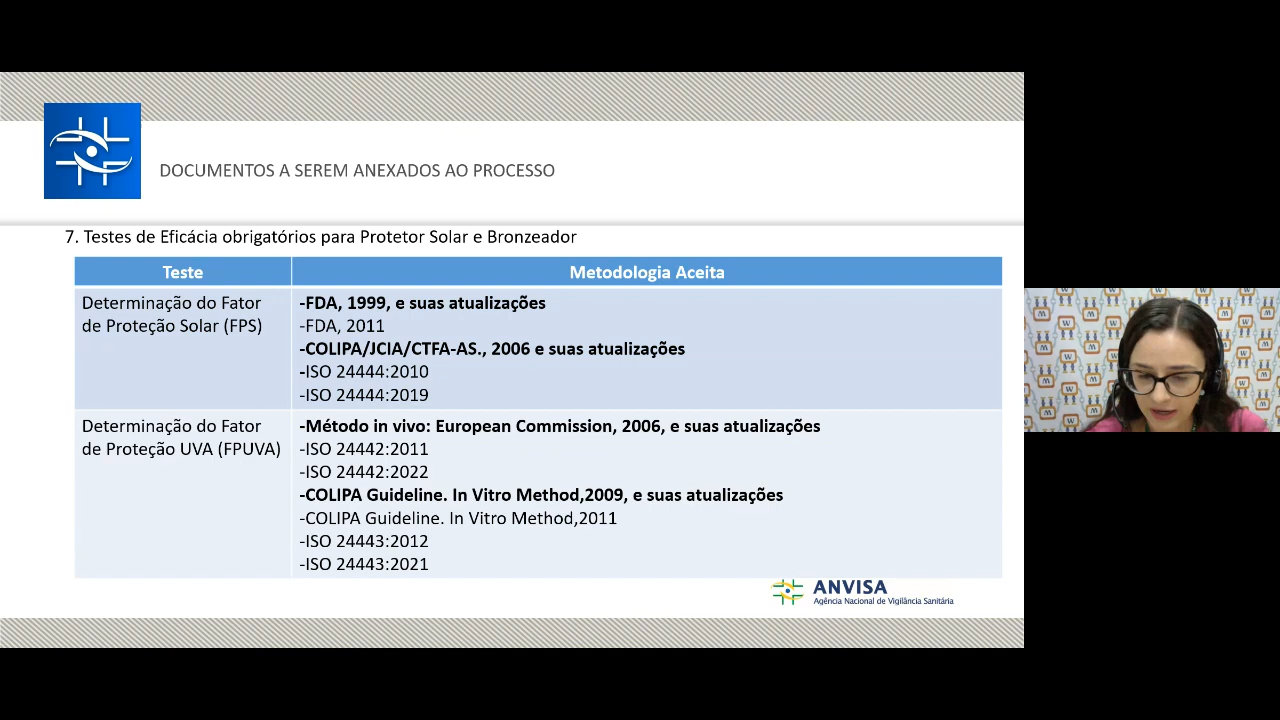 DOCUMENTOS A SEREM ANEXADOS AO PROCESSO
7. Testes de Eficácia obrigatórios para Protetor Solar e Bronzeador
Teste
Metodologia Aceita
Determinação do Fator
de Proteção Solar (FPS)
-FDA, 1999, e suas atualizações
-FDA, 2011
-COLIPA/JCIA/CTFA-AS., 2006 e suas atualizações
-ISO 24444:2010
-ISO 24444:2019
Determinação do Fator
de Proteção UVA (FPUVA)
-Método in vivo: European Commission, 2006, e suas atualizações
-ISO 24442:2011
-ISO 24442:2022
-COLIPA Guideline. In Vitro Method,2009, e suas atualizações
-COLIPA Guideline. In Vitro Method,2011
-ISO 24443:2012
-ISO 24443:2021
ANVISA
Agência Nacional de Vigilância Sanitária